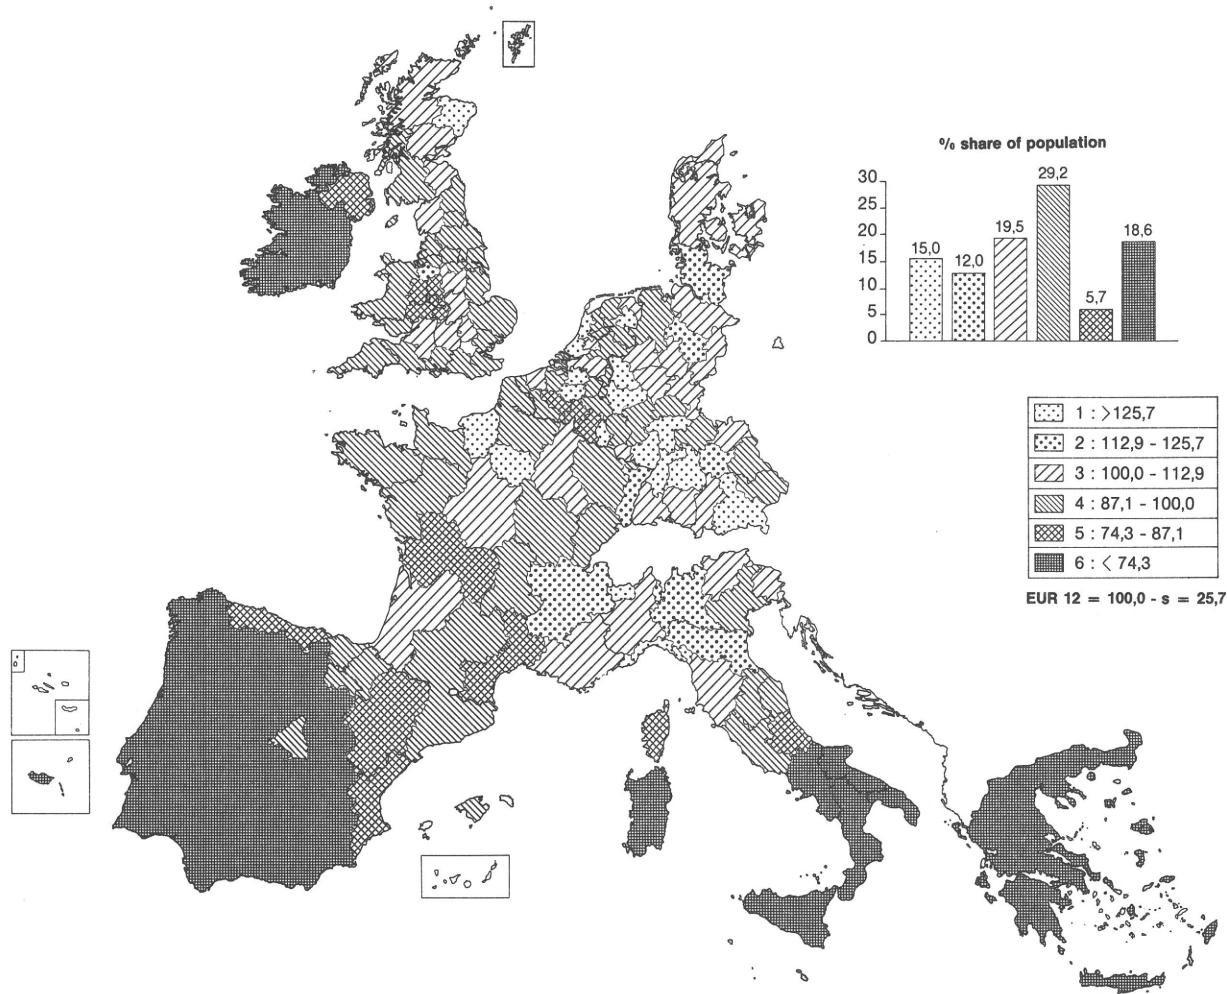 % share of population
30
25
20
15
10
5
0
15,0
12,0
19,5
29,2
5,7
18,6
1 : >125,7
2 : 112,9 - 125,7
3 : 100,0 - 112,9
4 : 87,1 - 100,0
5 : 74,3 - 87,1
6 : < 74,3
EUR 12 = 100,0 - s = 25,7